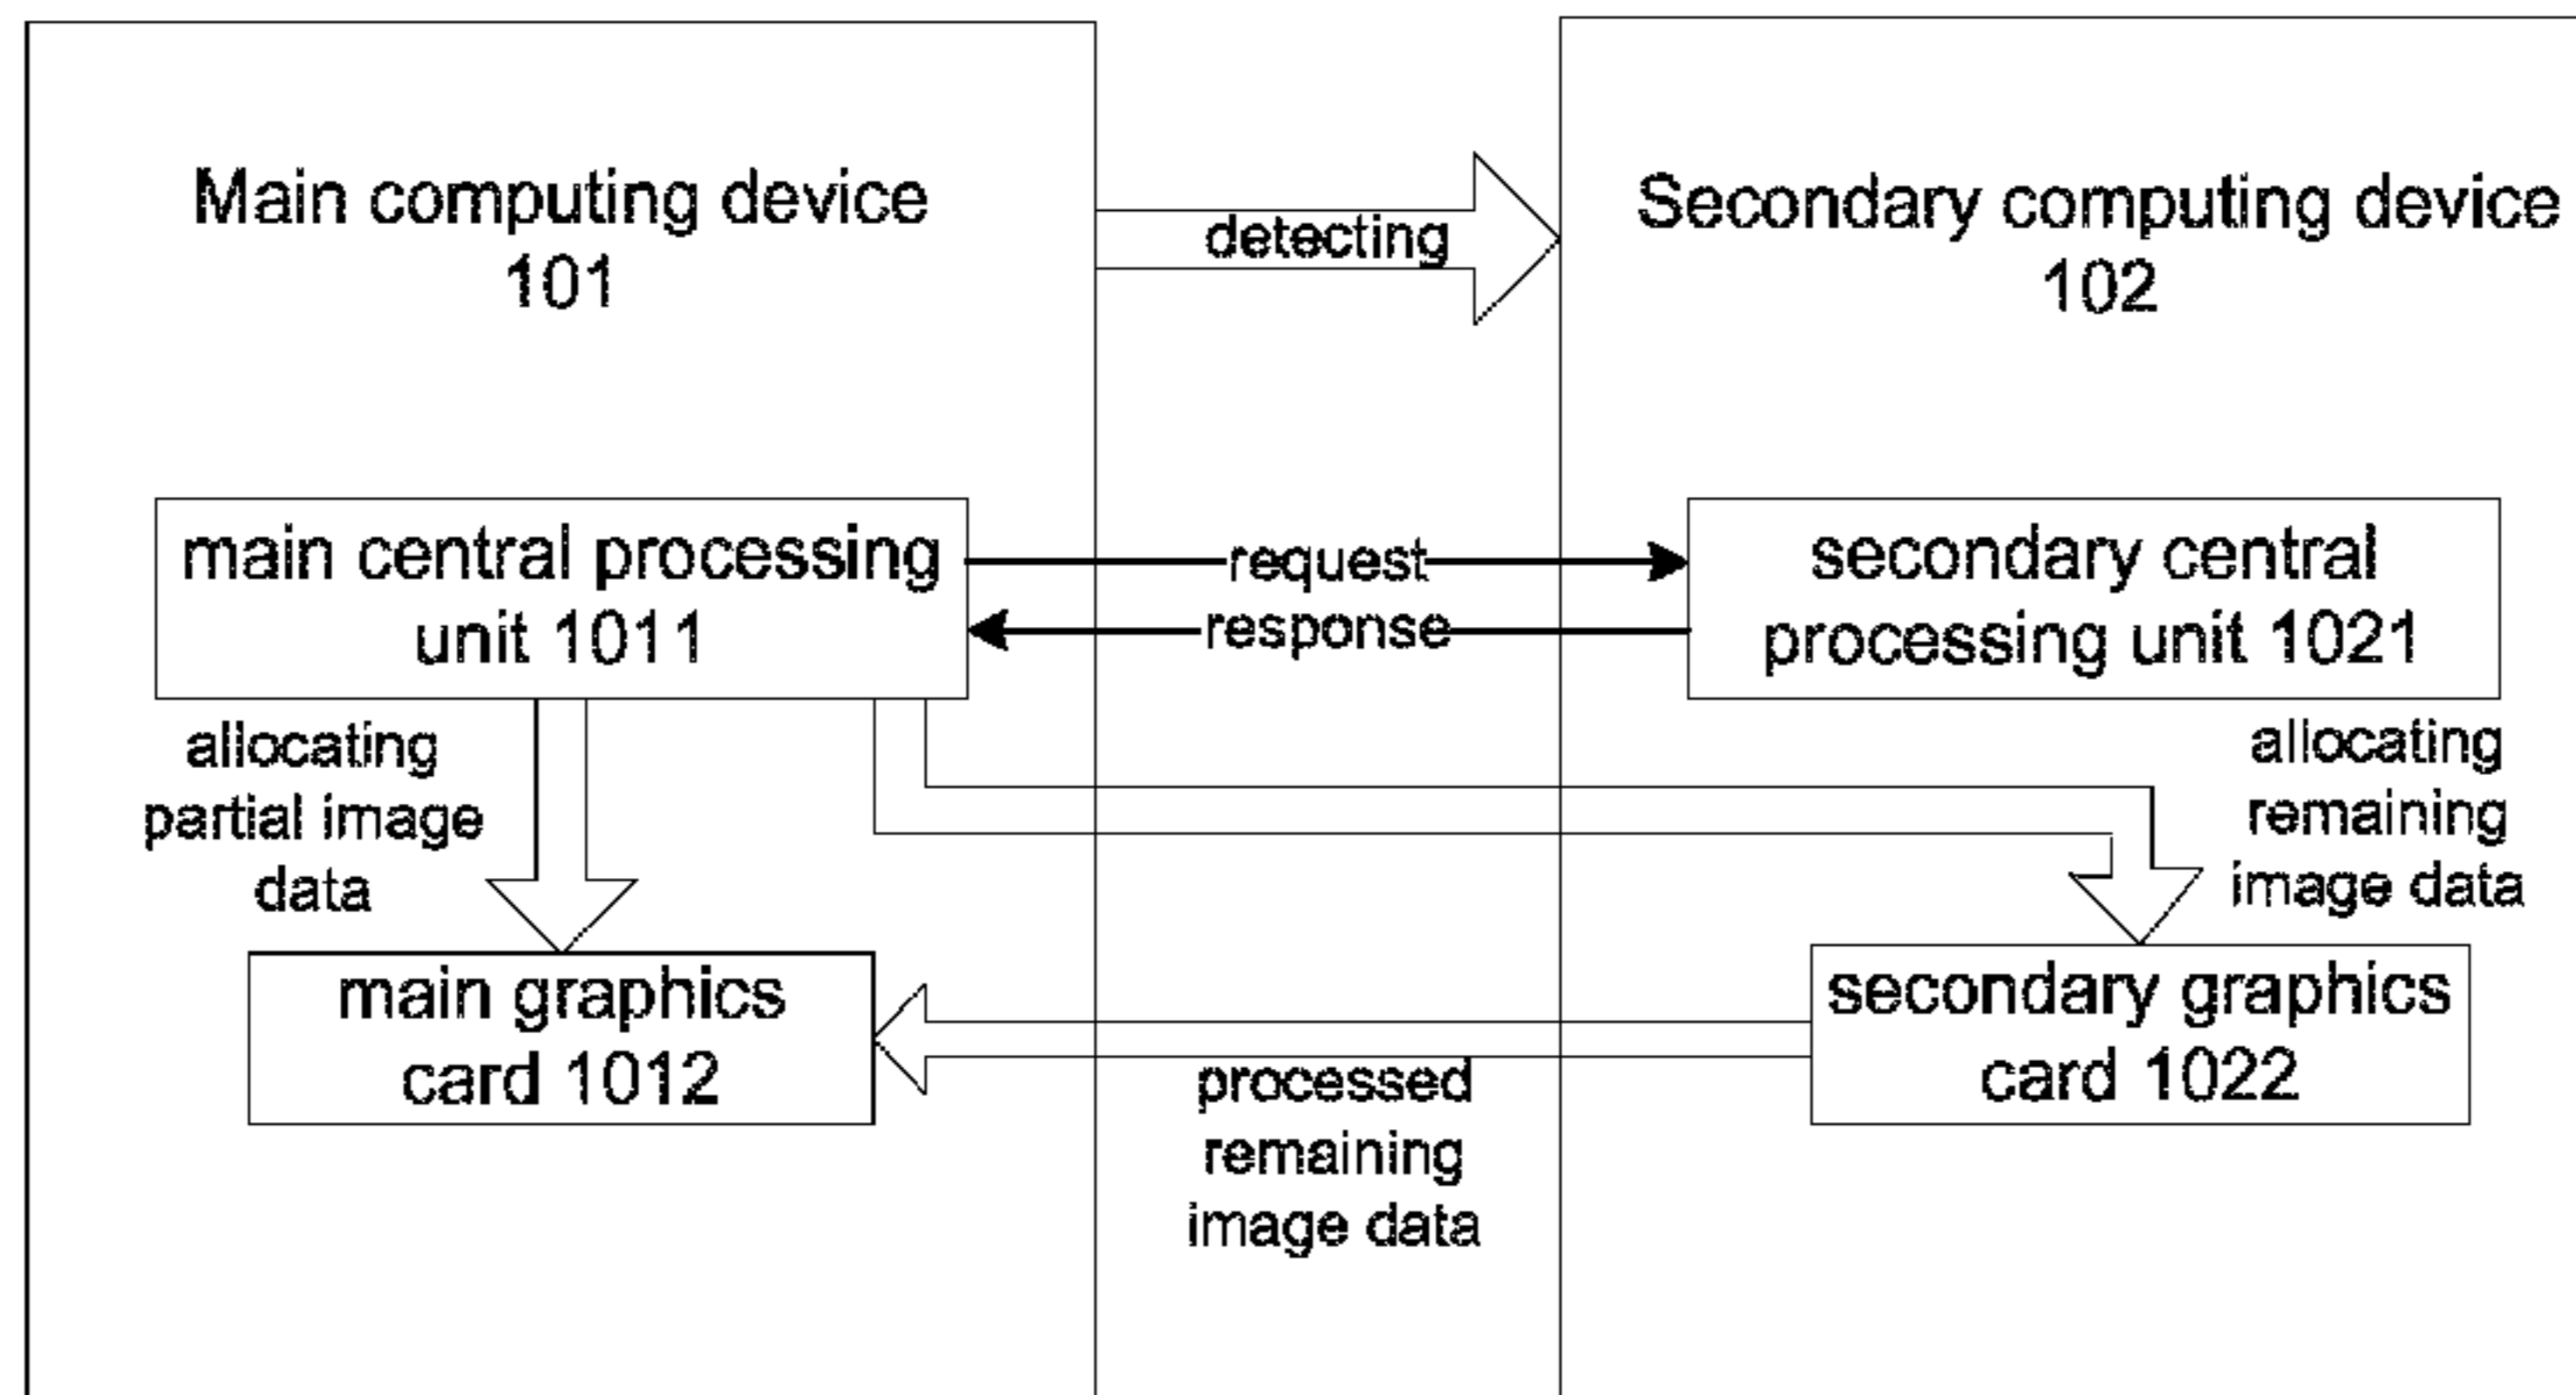 Main computing device
101
detecting
Secondary computing device
102
main central processing
unit 1011
request
response
secondary central
processing unit 1021
allocating
partial image
data
allocating
remaining
image data
main graphics
card 1012
processed
remaining
image data
secondary graphics
card 1022